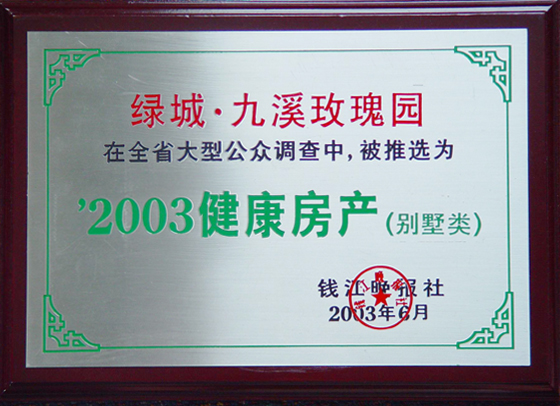 绿城·九溪玫瑰园
在全省大型公众调查中,被推选为
'2003健康房产(别墅类)
钱江晚报社
2003年6月